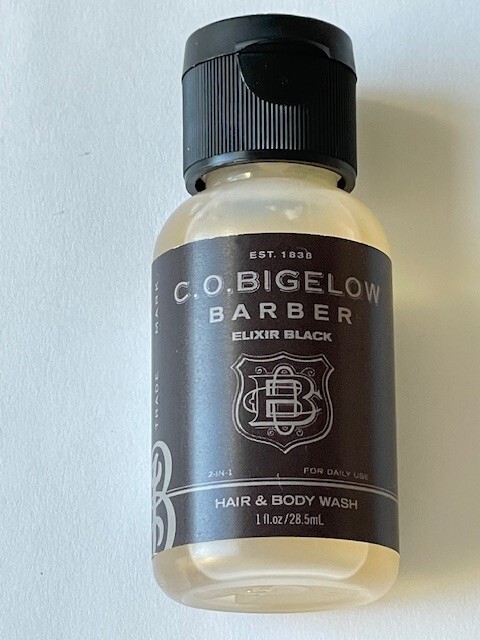 EST. 1838
C.O.BIGELOW
BARBER
ELIXIR BLACK
TRADE MARK
2-IN-1 FOR DAILY USE
HAIR & BODY WASH
1 fl.oz/28.5mL